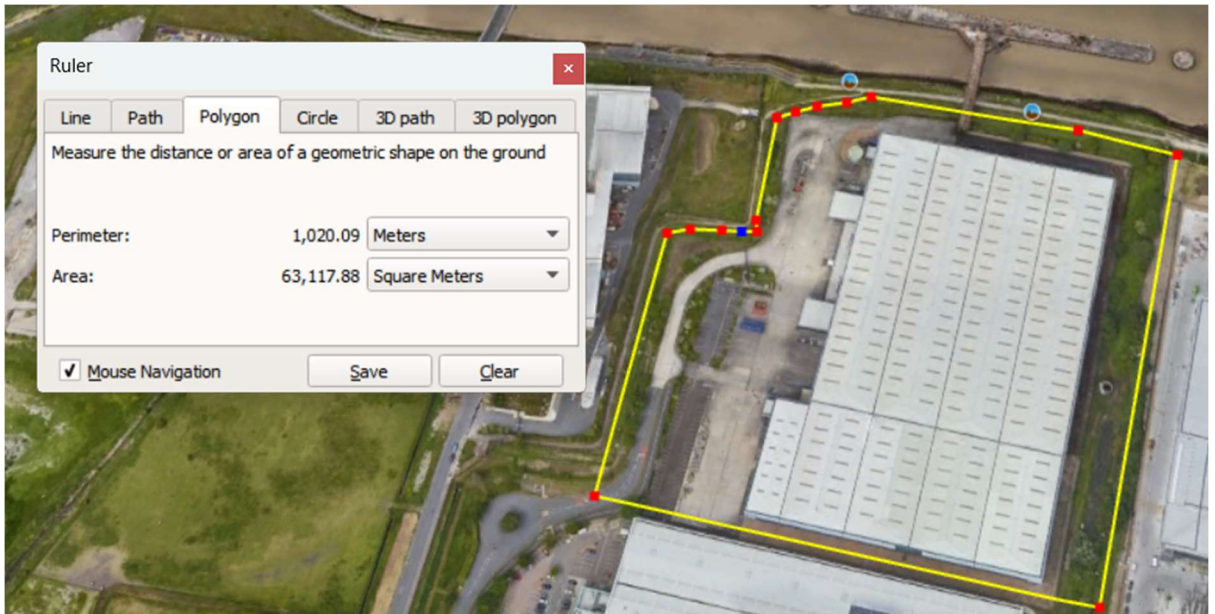 Ruler
Line Path Polygon Circle 3D path 3D polygon
Measure the distance or area of a geometric shape on the ground
Perimeter: 1,020.09 Meters
Area: 63,117.88 Square Meters
Mouse Navigation Save Clear